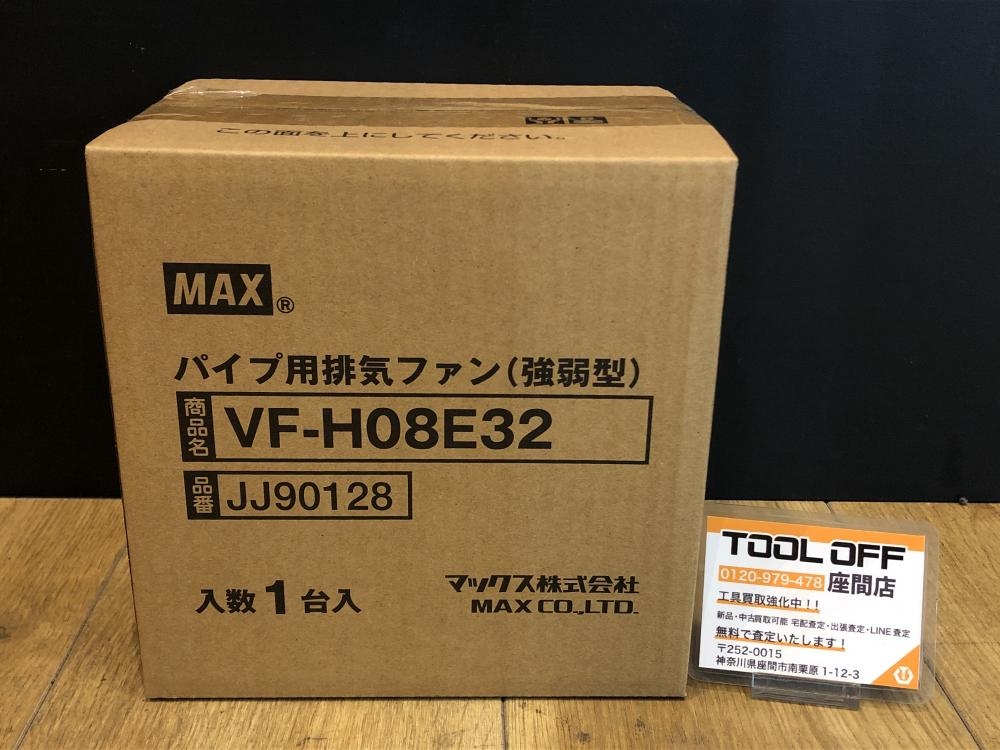 この面を上にしてください。
MAX®
パイプ用排気ファン(強弱型)
商品名 VF-H08E32
品番 JJ90128
入数 1 台入
マックス株式会社
MAX CO.,LTD.
TOOL OFF
0120-979-478 座間店
工具買取強化中!!
新品・中古買取可能 宅配査定・出張査定・LINE査定
無料で査定いたします!
〒252-0015
神奈川県座間市南栗原 1-12-3